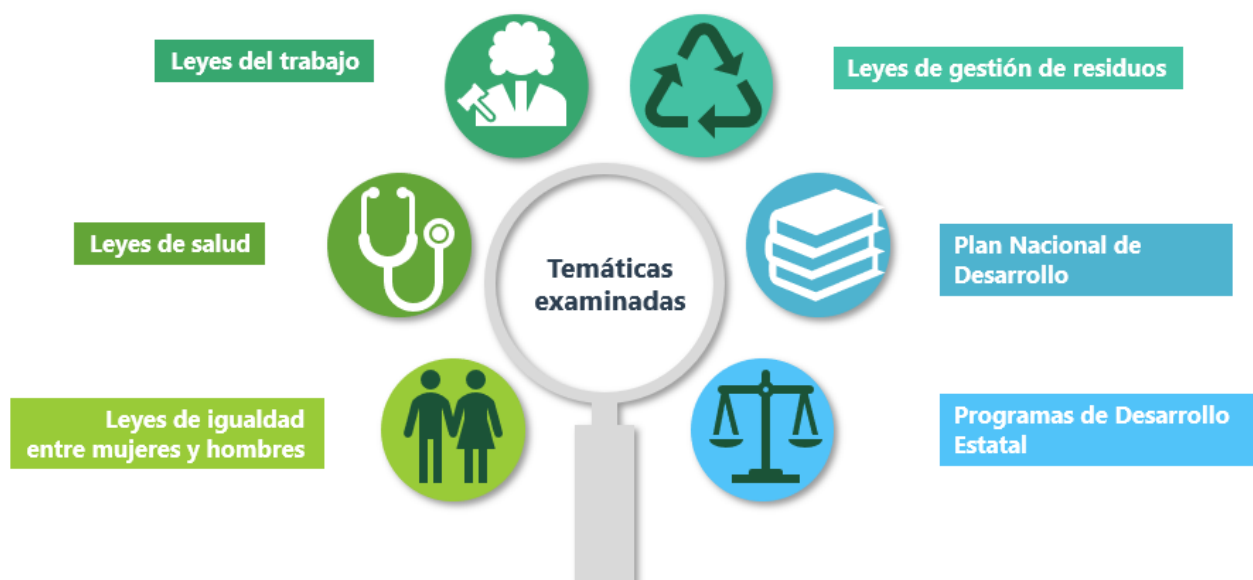 Leyes del trabajo
Leyes de gestión de residuos
Leyes de salud
Temáticas
examinadas
Plan Nacional de
Desarrollo
Leyes de igualdad
entre mujeres y hombres
Programas de Desarrollo
Estatal